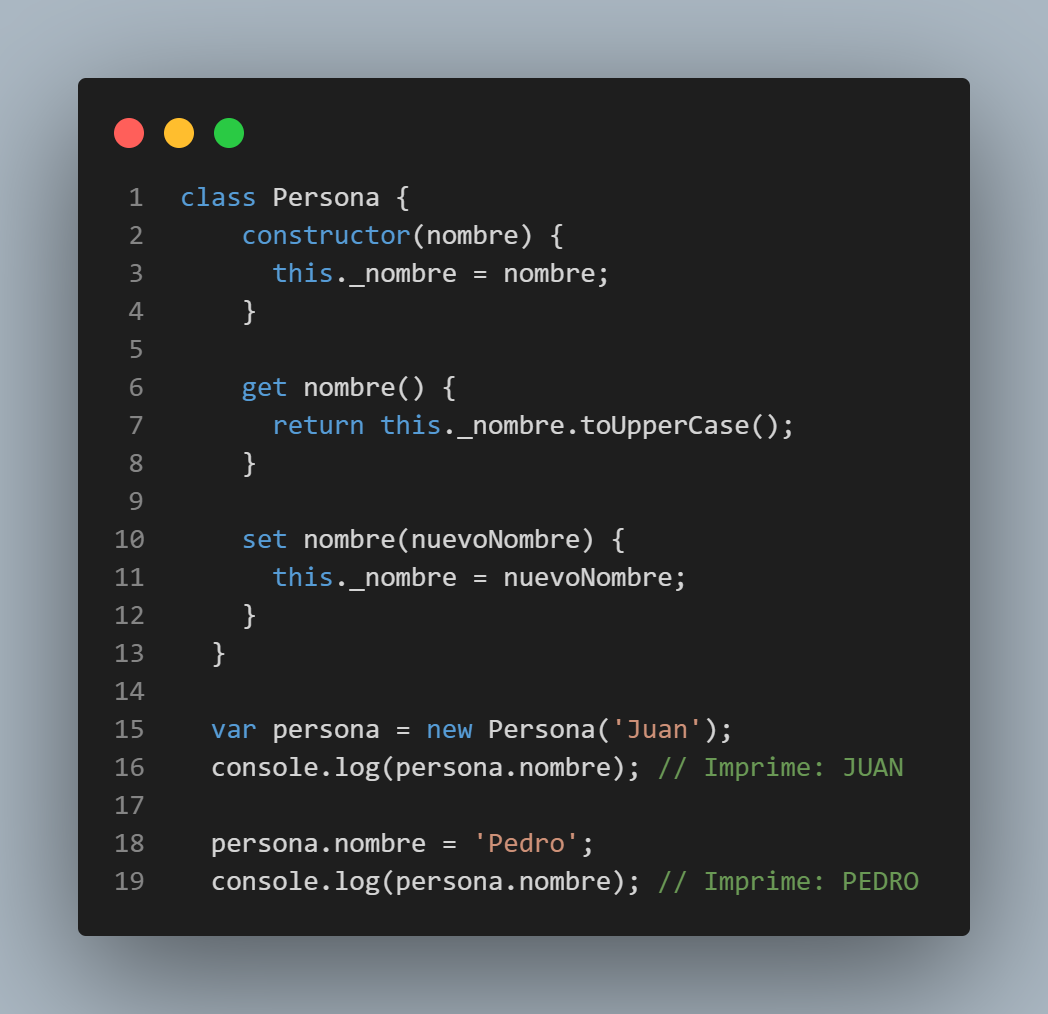 1 class Persona {
2 constructor(nombre) {
3 this._nombre = nombre;
4 }
5
6 get nombre() {
7 return this._nombre.toUpperCase();
8 }
9
10 set nombre(nuevoNombre) {
11 this._nombre = nuevoNombre;
12 }
13 }
14
15 var persona = new Persona('Juan');
16 console.log(persona.nombre); // Imprime: JUAN
17
18 persona.nombre = 'Pedro';
19 console.log(persona.nombre); // Imprime: PEDRO